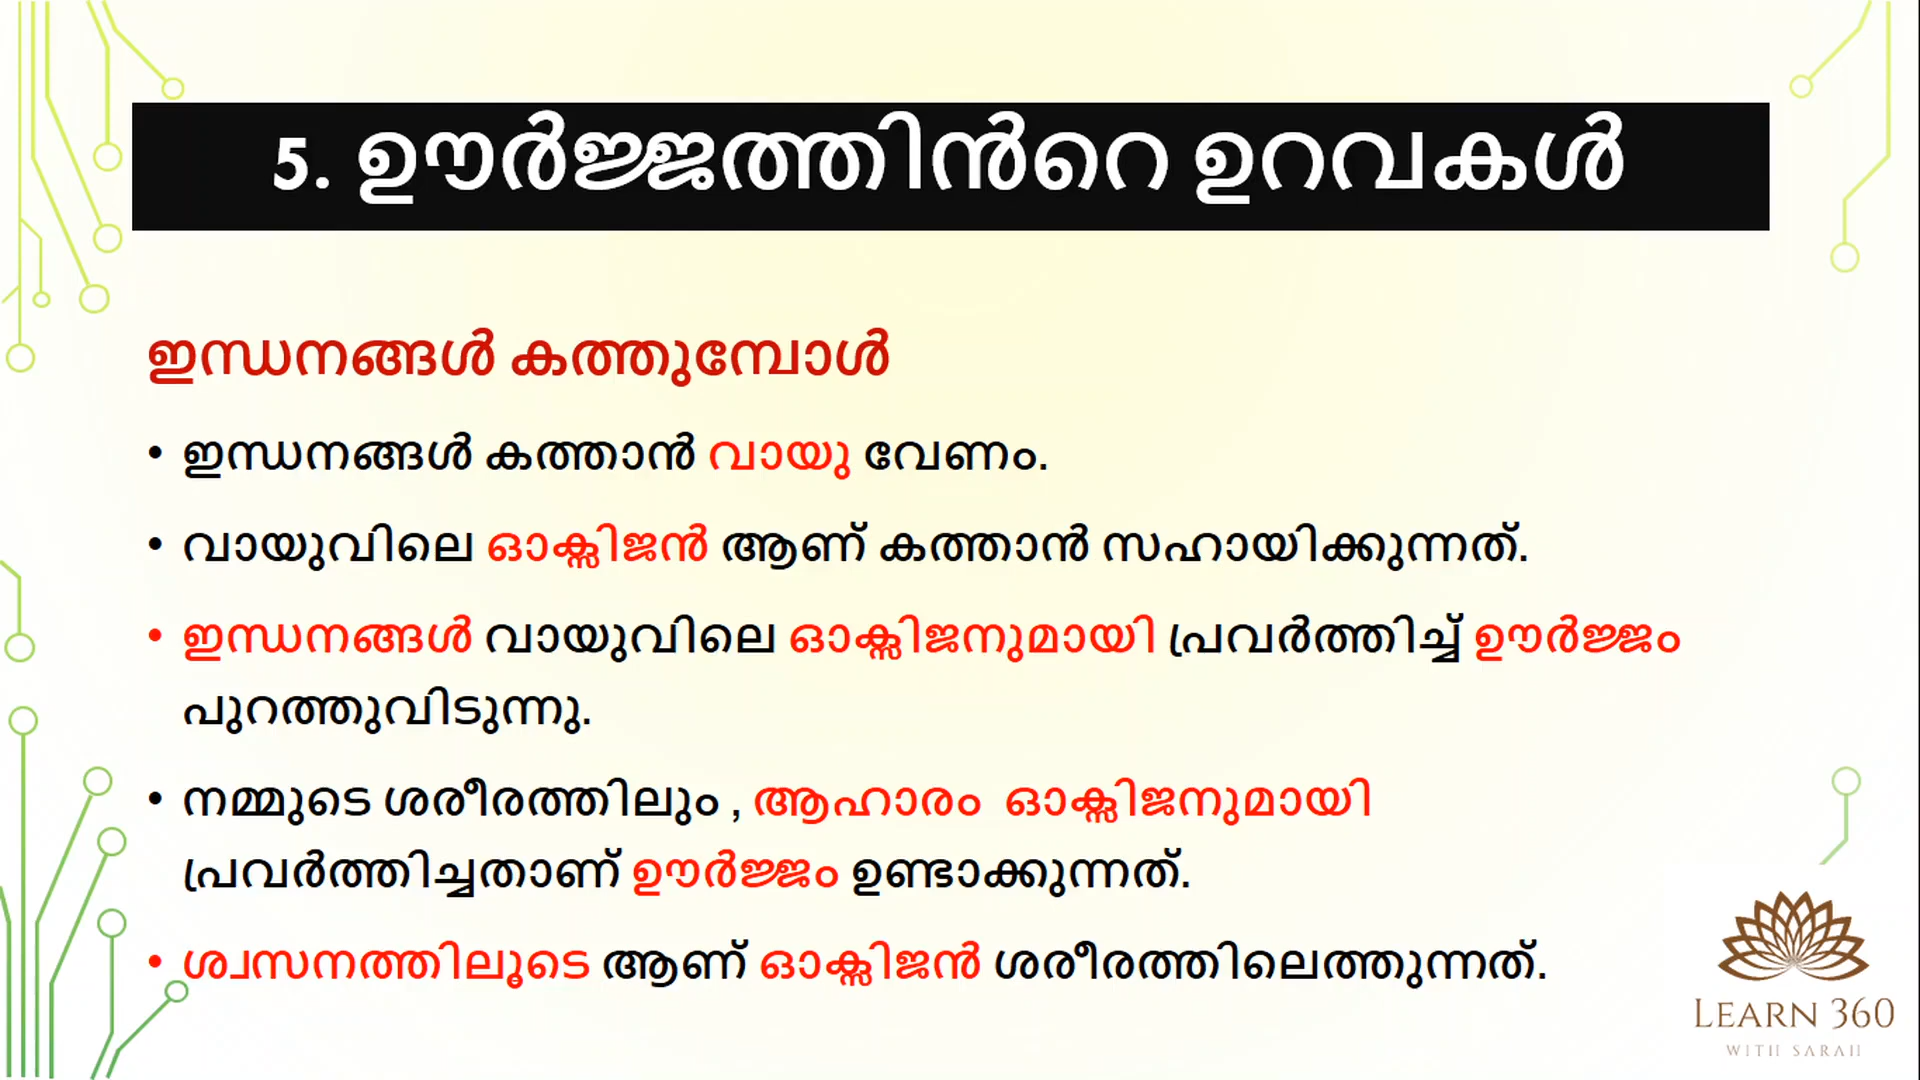 5. ഊർജ്ജത്തിൻറെ ഉറവകൾ
ഇന്ധനങ്ങൾ കത്തുമ്പോൾ
• ഇന്ധനങ്ങൾ കത്താൻ വായു വേണം.
• വായുവിലെ ഓക്സിജൻ ആണ് കത്താൻ സഹായിക്കുന്നത്.
• ഇന്ധനങ്ങൾ വായുവിലെ ഓക്സിജനുമായി പ്രവർത്തിച്ച് ഊർജ്ജം
പുറത്തുവിടുന്നു.
• നമ്മുടെ ശരീരത്തിലും , ആഹാരം ഓക്സിജനുമായി
പ്രവർത്തിച്ചതാണ് ഊർജ്ജം ഉണ്ടാക്കുന്നത്.
• ശ്വസനത്തിലൂടെ ആണ് ഓക്സിജൻ ശരീരത്തിലെത്തുന്നത്.
LEARN 360
WITH SARAH